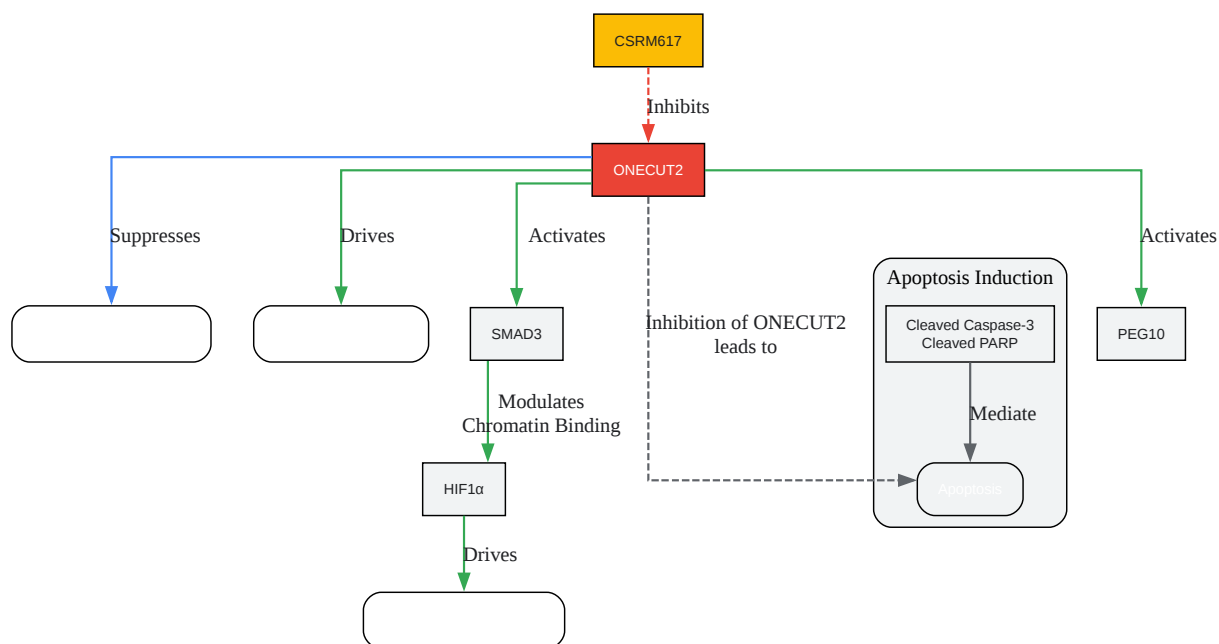 CSRM617
Inhibits
ONECUT2
Suppresses
Drives
Activates
Activates
Apoptosis Induction
SMAD3
Inhibition of ONECUT2
leads to
Cleaved Caspase-3
Cleaved PARP
PEG10
Modulates
Chromatin Binding
Mediate
HIF1α
Apoptosis
Drives